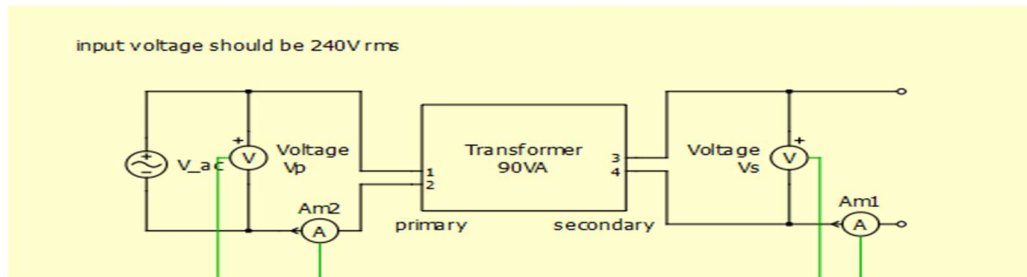 input voltage should be 240V rms
V_ac
+
V
Voltage
Vp
Am2
A
1
2
primary
Transformer
90VA
3
4
secondary
Voltage
Vs
+
V
Am1
A